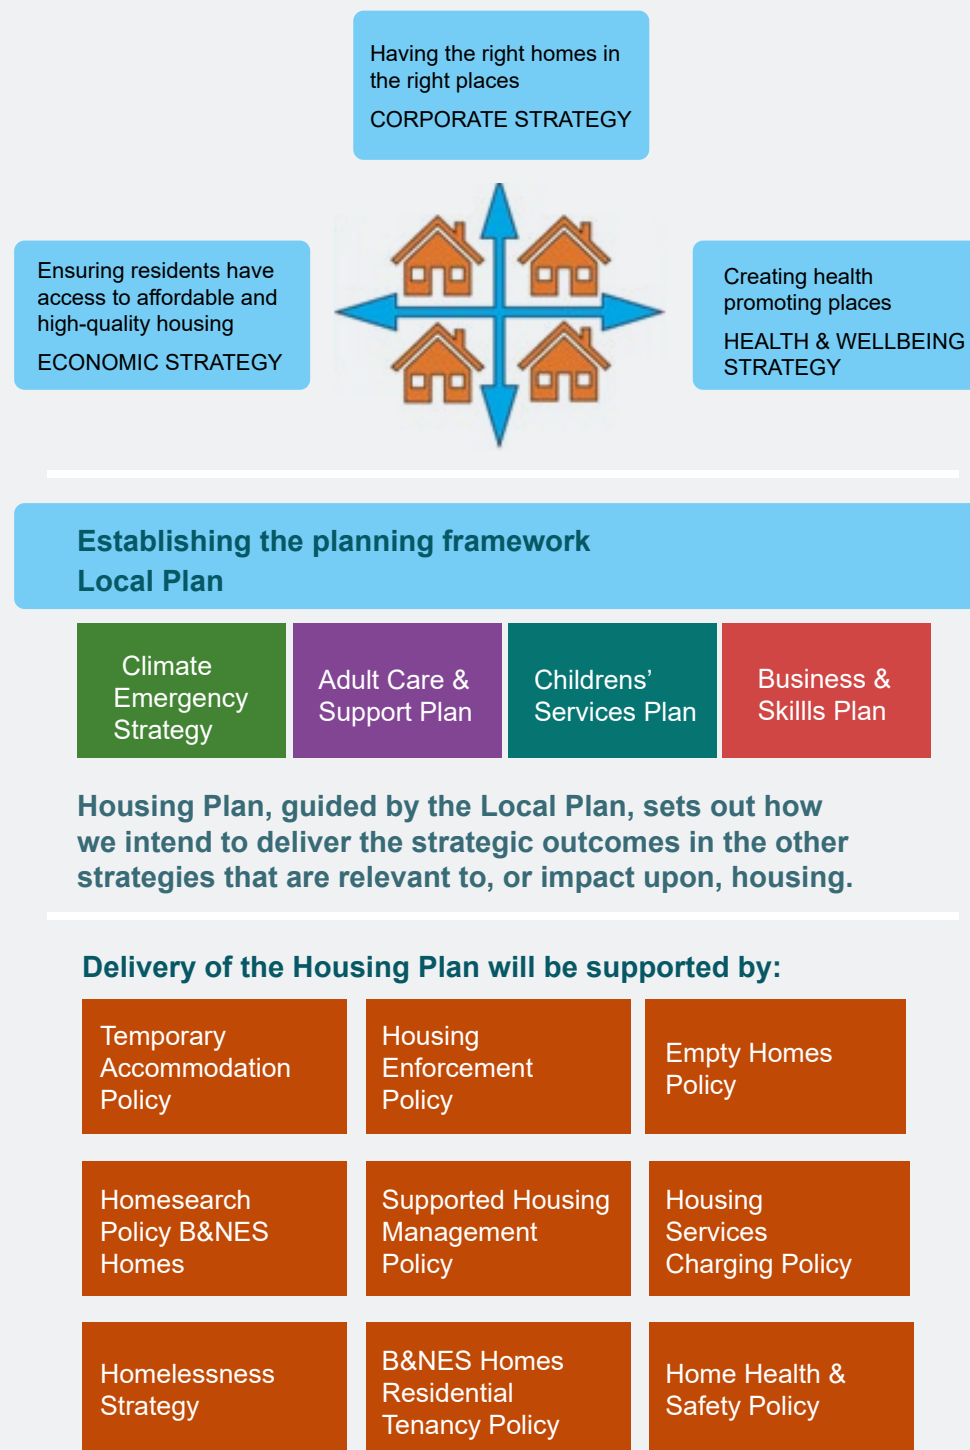 Having the right homes in
the right places
CORPORATE STRATEGY
Ensuring residents have
access to affordable and
high-quality housing
ECONOMIC STRATEGY
Creating health
promoting places
HEALTH & WELLBEING
STRATEGY
Establishing the planning framework
Local Plan
Climate
Emergency
Strategy
Adult Care &
Support Plan
Childrens’
Services Plan
Business &
Skillls Plan
Housing Plan, guided by the Local Plan, sets out how
we intend to deliver the strategic outcomes in the other
strategies that are relevant to, or impact upon, housing.
Delivery of the Housing Plan will be supported by:
Temporary
Accommodation
Policy
Housing
Enforcement
Policy
Empty Homes
Policy
Homesearch
Policy B&NES
Homes
Supported Housing
Management
Policy
Housing
Services
Charging Policy
Homelessness
Strategy
B&NES Homes
Residential
Tenancy Policy
Home Health &
Safety Policy